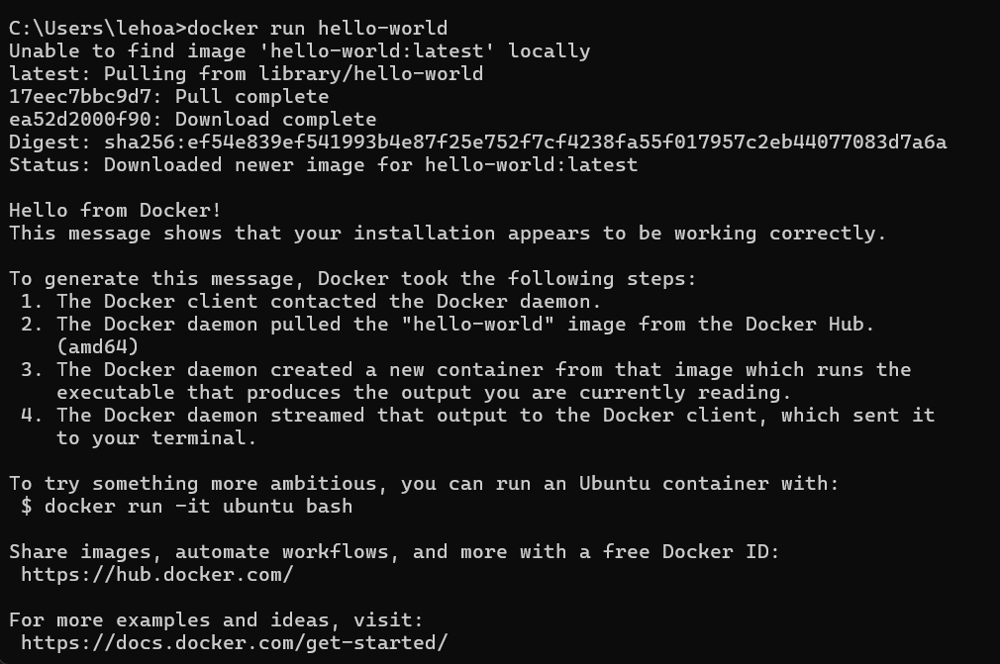 C:\Users\lehoa>docker run hello-world
Unable to find image 'hello-world:latest' locally
latest: Pulling from library/hello-world
17eec7bbc9d7: Pull complete
ea52d2000f90: Download complete
Digest: sha256:ef54e839ef541993b4e87f25e752f7cf4238fa55f017957c2eb44077083d7a6a
Status: Downloaded newer image for hello-world:latest

Hello from Docker!
This message shows that your installation appears to be working correctly.

To generate this message, Docker took the following steps:
 1. The Docker client contacted the Docker daemon.
 2. The Docker daemon pulled the "hello-world" image from the Docker Hub.
    (amd64)
 3. The Docker daemon created a new container from that image which runs the
    executable that produces the output you are currently reading.
 4. The Docker daemon streamed that output to the Docker client, which sent it
    to your terminal.

To try something more ambitious, you can run an Ubuntu container with:
 $ docker run -it ubuntu bash

Share images, automate workflows, and more with a free Docker ID:
 https://hub.docker.com/

For more examples and ideas, visit:
 https://docs.docker.com/get-started/